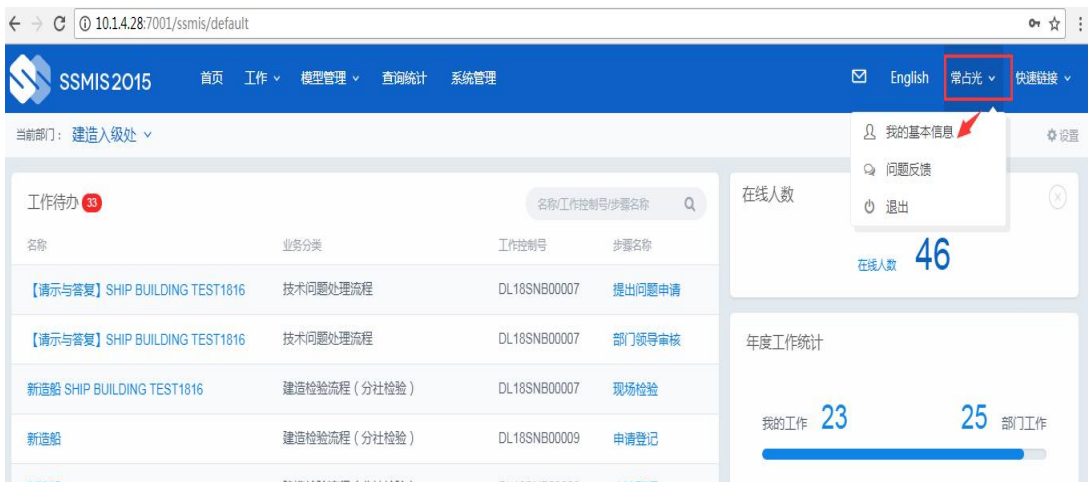 10.1.4.28:7001/ssmis/default
SSMIS2015 首页 工作 模型管理 查询统计 系统管理 English 常占光 快速链接
当前部门： 建造入级处 设置
我的基本信息
问题反馈
退出
工作待办 33 名称/工作控制号/步骤名称
名称 业务分类 工作控制号 步骤名称
【请示与答复】SHIP BUILDING TEST1816 技术问题处理流程 DL18SNB00007 提出问题申请
【请示与答复】SHIP BUILDING TEST1816 技术问题处理流程 DL18SNB00007 部门领导审核
新造船 SHIP BUILDING TEST1816 建造检验流程（分社检验） DL18SNB00007 现场检验
新造船 建造检验流程（分社检验） DL18SNB00009 申请登记
在线人数
在线人数 46
年度工作统计
我的工作 23 25 部门工作